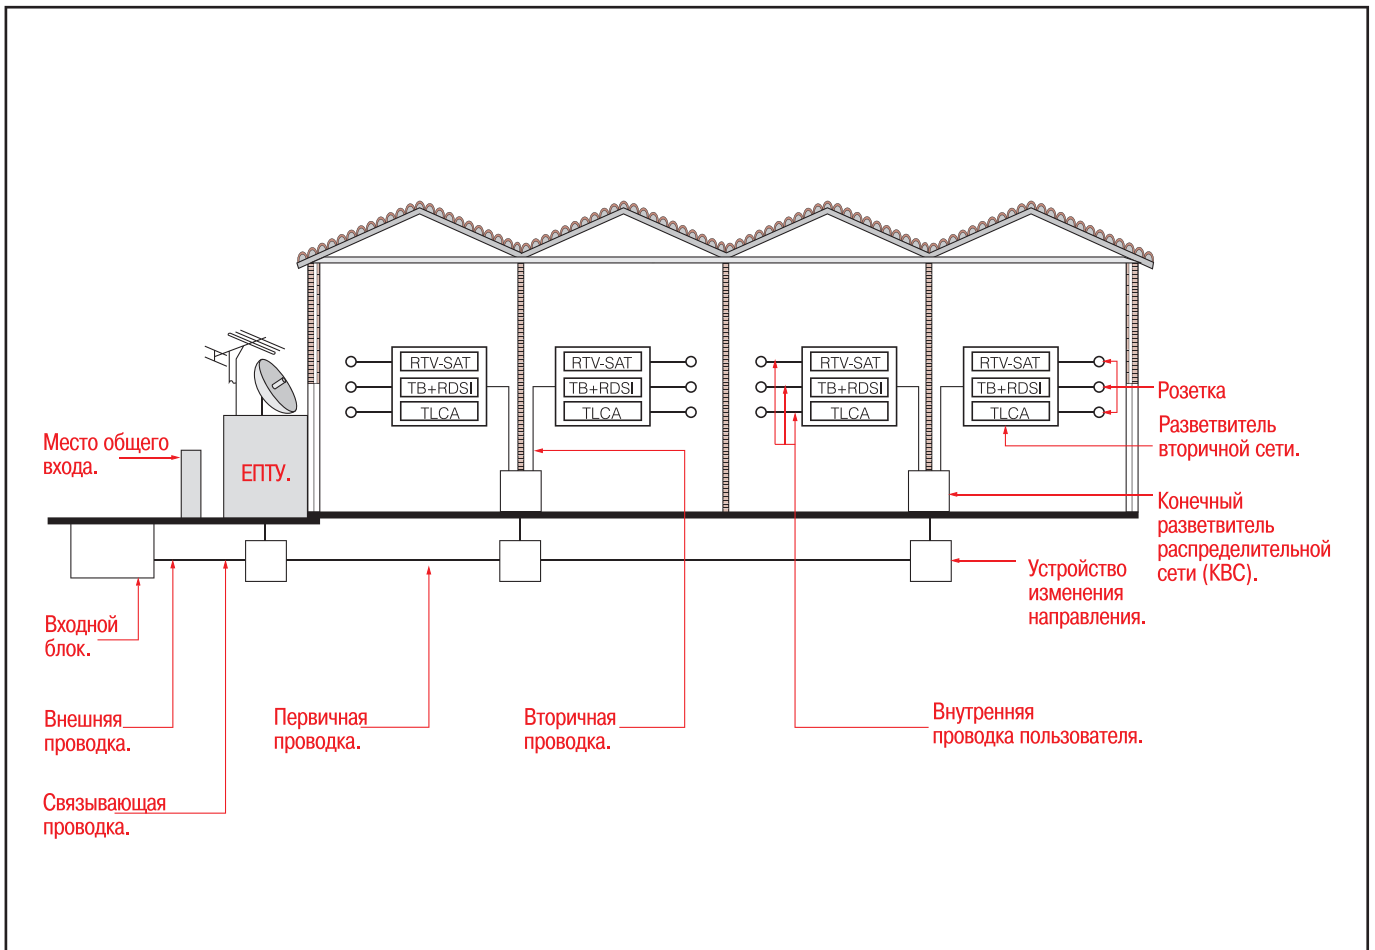 RTV-SAT
TB+RDSI
TLCA
RTV-SAT
TB+RDSI
TLCA
RTV-SAT
TB+RDSI
TLCA
RTV-SAT
TB+RDSI
TLCA
Розетка
Разветвитель
вторичной сети.
Место общего
входа.
ЕПТУ.
Конечный
разветвитель
распределительной
сети (КВС).
Устройство
изменения
направления.
Входной
блок.
Внешняя
проводка.
Первичная
проводка.
Вторичная
проводка.
Внутренняя
проводка пользователя.
Связывающая
проводка.